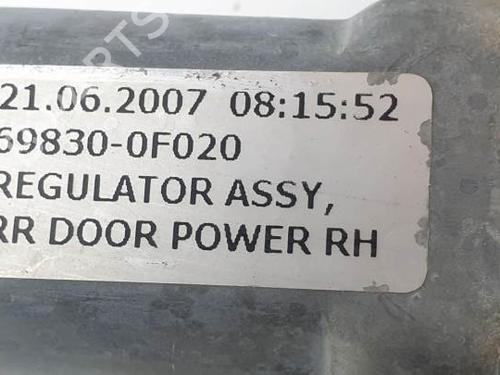 21.06.2007 08:15:52
69830-0F020
REGULATOR ASSY,
RR DOOR POWER RH